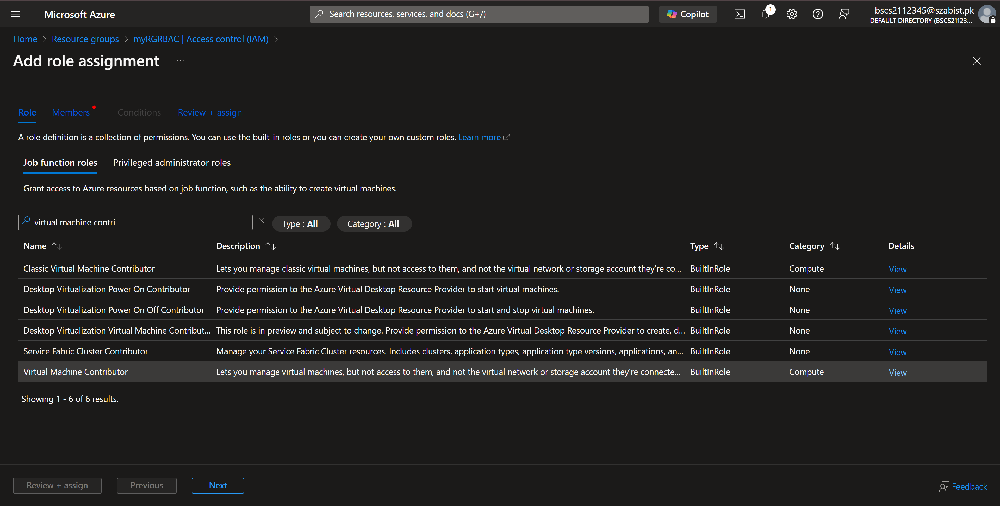 Microsoft Azure
Search resources, services, and docs (G+/)
Copilot
1
bscs2112345@szabist.pk
DEFAULT DIRECTORY (BSCS21123...
Home > Resource groups > myRGRBAC | Access control (IAM) >
Add role assignment ...
Role Members Conditions Review + assign
A role definition is a collection of permissions. You can use the built-in roles or you can create your own custom roles. Learn more
Job function roles Privileged administrator roles
Grant access to Azure resources based on job function, such as the ability to create virtual machines.
virtual machine contri Type : All Category : All
Name Description Type Category Details
Classic Virtual Machine Contributor Lets you manage classic virtual machines, but not access to them, and not the virtual network or storage account they’re co... BuiltInRole Compute View
Desktop Virtualization Power On Contributor Provide permission to the Azure Virtual Desktop Resource Provider to start virtual machines. BuiltInRole None View
Desktop Virtualization Power On Off Contributor Provide permission to the Azure Virtual Desktop Resource Provider to start and stop virtual machines. BuiltInRole None View
Desktop Virtualization Virtual Machine Contribut... This role is in preview and subject to change. Provide permission to the Azure Virtual Desktop Resource Provider to create, d... BuiltInRole None View
Service Fabric Cluster Contributor Manage your Service Fabric Cluster resources. Includes clusters, application types, application type versions, applications, an... BuiltInRole None View
Virtual Machine Contributor Lets you manage virtual machines, but not access to them, and not the virtual network or storage account they're connecte... BuiltInRole Compute View
Showing 1 - 6 of 6 results.
Review + assign Previous Next Feedback